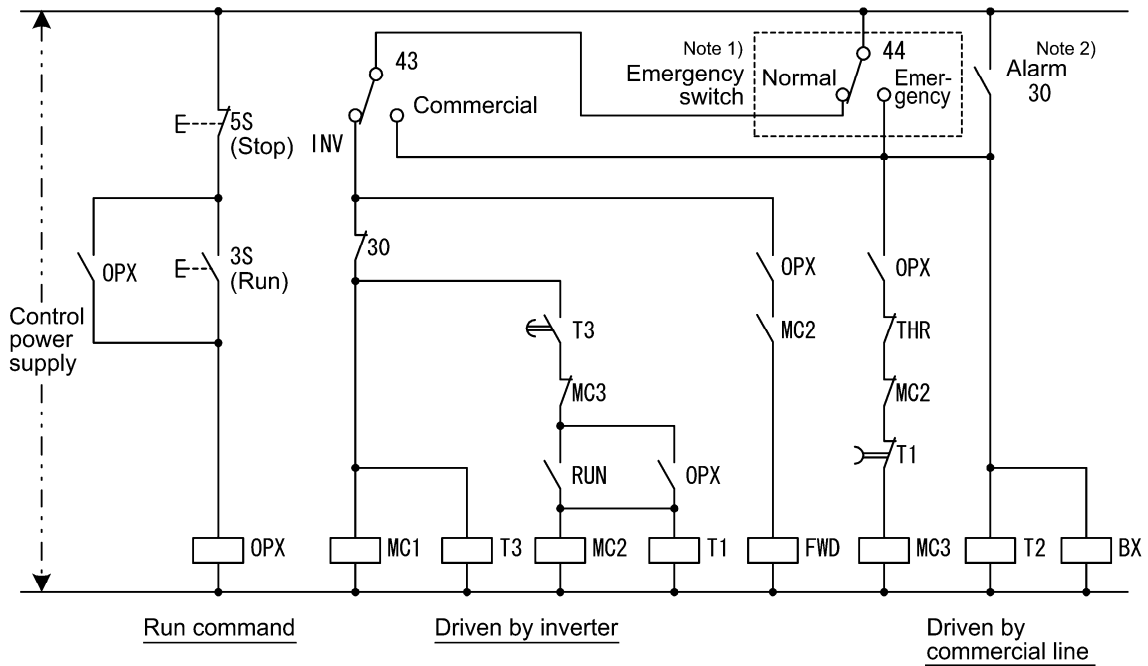 Note 1)
Emergency
switch
43
44
Normal
Emer-
gency
Note 2)
Alarm
30
Commercial
INV
5S
(Stop)
OPX
3S
(Run)
30
OPX
OPX
T3
MC2
THR
Control
power
supply
MC3
MC2
T1
RUN
OPX
OPX
MC1
T3
MC2
T1
FWD
MC3
T2
BX
Run command
Driven by inverter
Driven by
commercial line